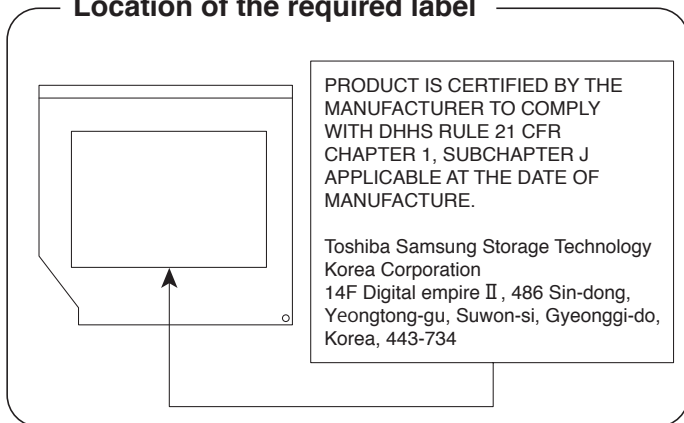 Location of the required label
PRODUCT IS CERTIFIED BY THE
MANUFACTURER TO COMPLY
WITH DHHS RULE 21 CFR
CHAPTER 1, SUBCHAPTER J
APPLICABLE AT THE DATE OF
MANUFACTURE.
Toshiba Samsung Storage Technology
Korea Corporation
14F Digital empire Ⅱ, 486 Sin-dong,
Yeongtong-gu, Suwon-si, Gyeonggi-do,
Korea, 443-734